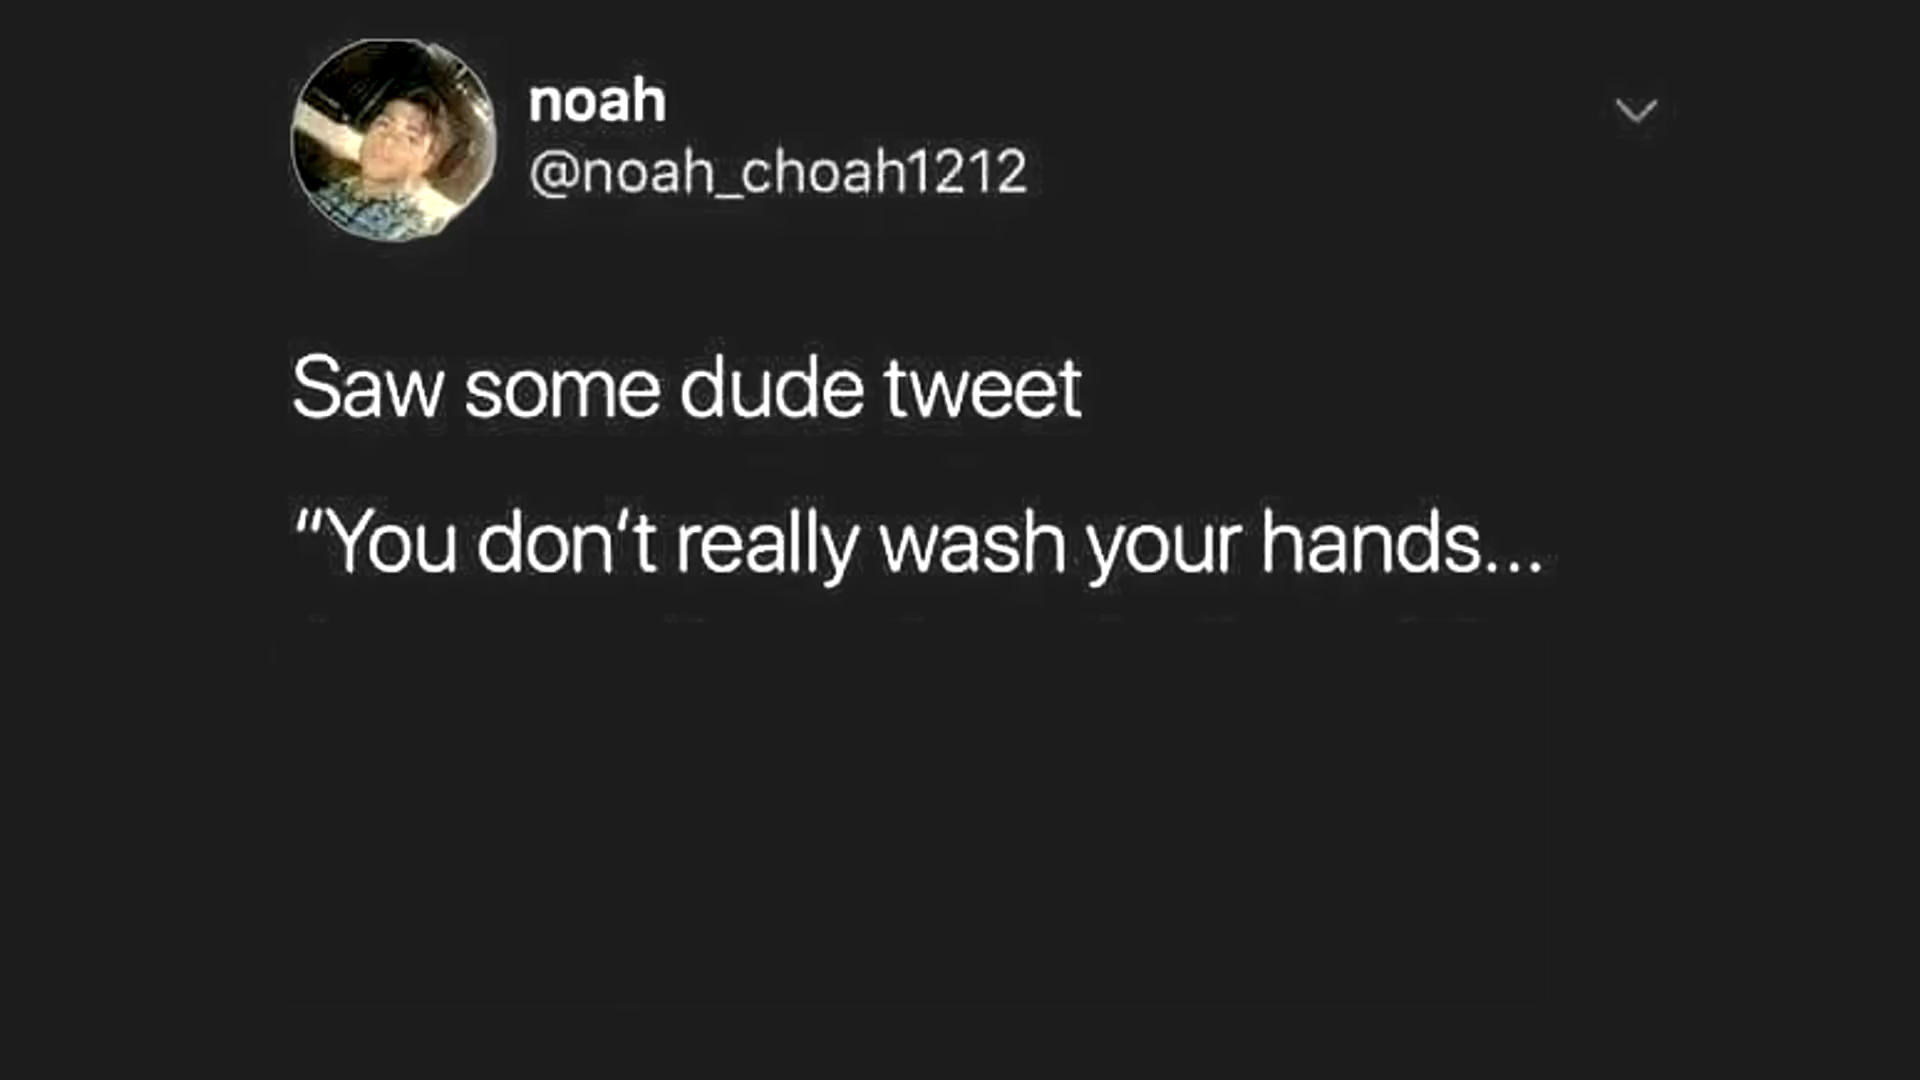 noah
@noah_choah1212
Saw some dude tweet
“You don’t really wash your hands...